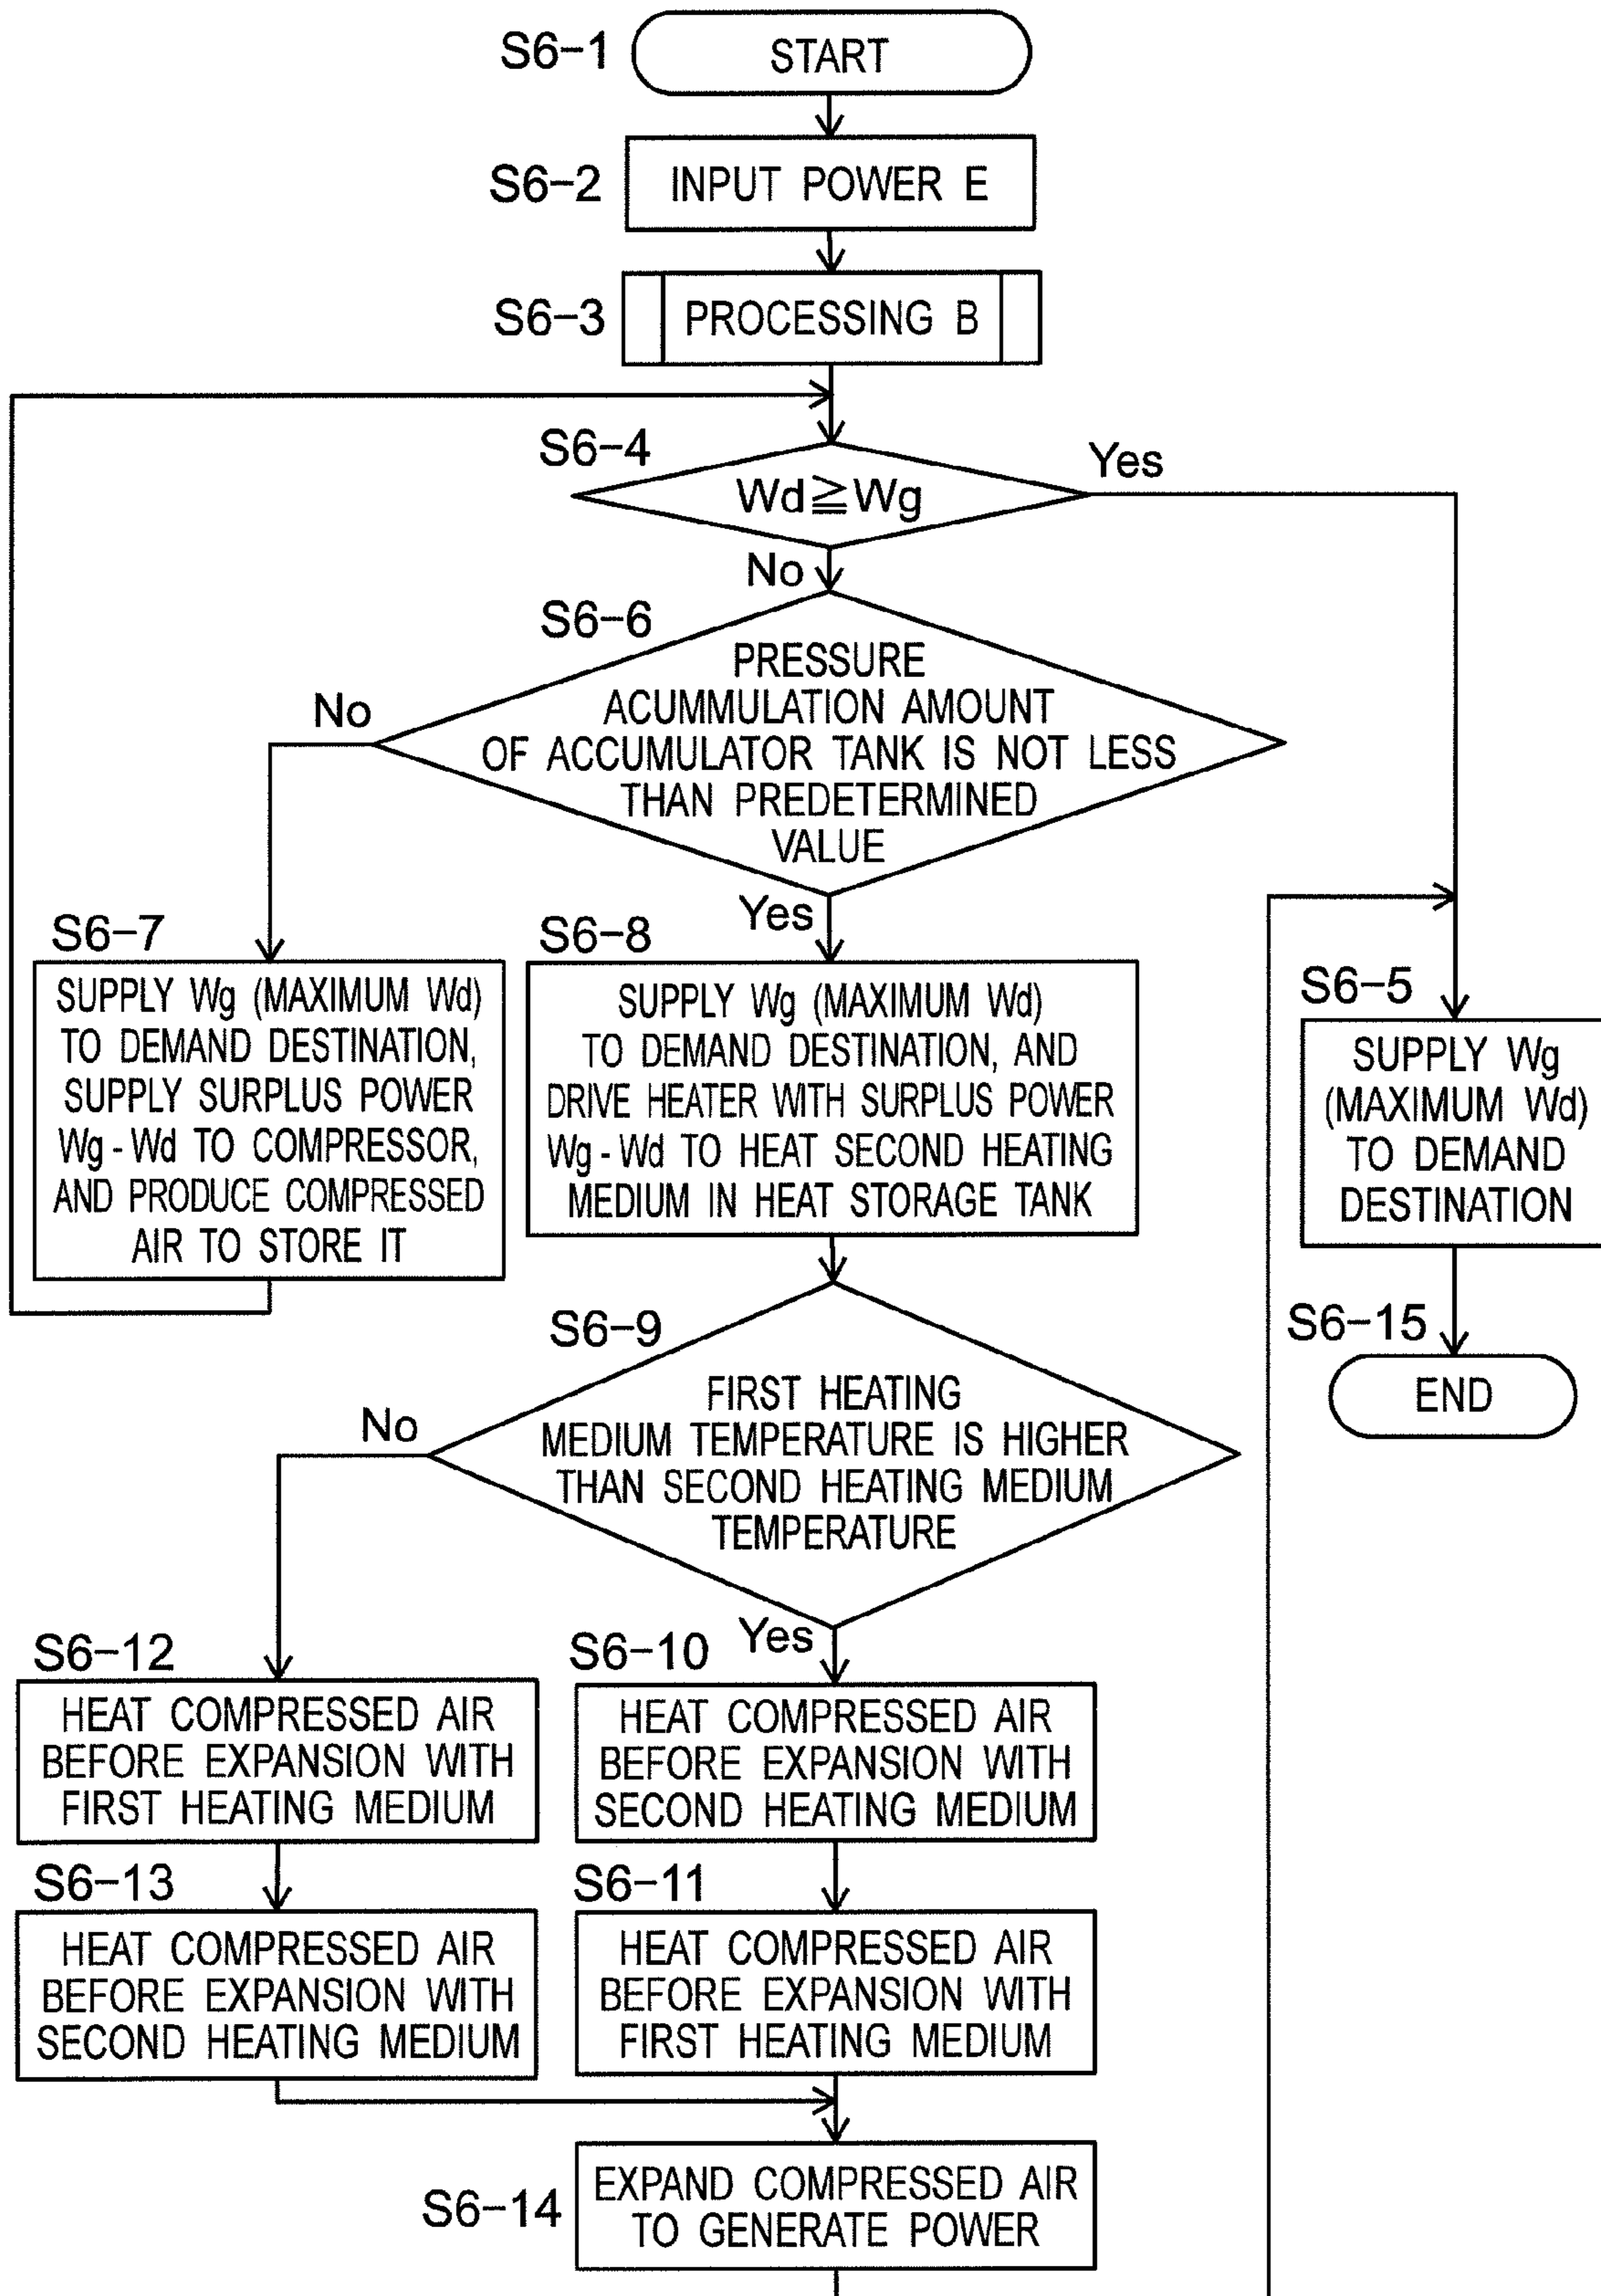 S6-1
START
S6-2
INPUT POWER E
S6-3
PROCESSING B
S6-4
Wd≧Wg
Yes
No
S6-6
PRESSURE
ACUMMULATION AMOUNT
OF ACCUMULATOR TANK IS NOT LESS
THAN PREDETERMINED
VALUE
No
Yes
S6-7
SUPPLY Wg (MAXIMUM Wd)
TO DEMAND DESTINATION,
SUPPLY SURPLUS POWER
Wg - Wd TO COMPRESSOR,
AND PRODUCE COMPRESSED
AIR TO STORE IT
S6-8
SUPPLY Wg (MAXIMUM Wd)
TO DEMAND DESTINATION, AND
DRIVE HEATER WITH SURPLUS POWER
Wg - Wd TO HEAT SECOND HEATING
MEDIUM IN HEAT STORAGE TANK
S6-5
SUPPLY Wg
(MAXIMUM Wd)
TO DEMAND
DESTINATION
S6-15
END
S6-9
FIRST HEATING
MEDIUM TEMPERATURE IS HIGHER
THAN SECOND HEATING MEDIUM
TEMPERATURE
No
Yes
S6-12
HEAT COMPRESSED AIR
BEFORE EXPANSION WITH
FIRST HEATING MEDIUM
S6-10
HEAT COMPRESSED AIR
BEFORE EXPANSION WITH
SECOND HEATING MEDIUM
S6-13
HEAT COMPRESSED AIR
BEFORE EXPANSION WITH
SECOND HEATING MEDIUM
S6-11
HEAT COMPRESSED AIR
BEFORE EXPANSION WITH
FIRST HEATING MEDIUM
S6-14
EXPAND COMPRESSED AIR
TO GENERATE POWER